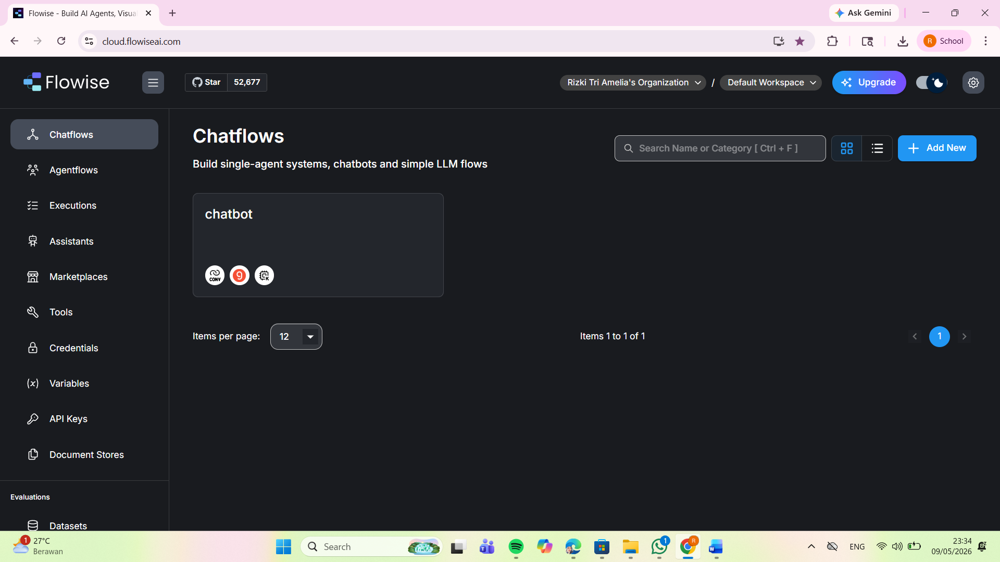 Flowise - Build AI Agents, Visua
Ask Gemini
cloud.flowiseai.com
R School
Flowise
Star 52,677
Rizki Tri Amelia's Organization / Default Workspace
Upgrade
Chatflows
Agentflows
Executions
Assistants
Marketplaces
Tools
Credentials
Variables
API Keys
Document Stores
Evaluations
Datasets
Chatflows
Build single-agent systems, chatbots and simple LLM flows
Search Name or Category [ Ctrl + F ]
Add New
chatbot
CONV
Items per page: 12
Items 1 to 1 of 1
1
1
27°C
Berawan
Search
1
R
ENG
23:34
09/05/2026